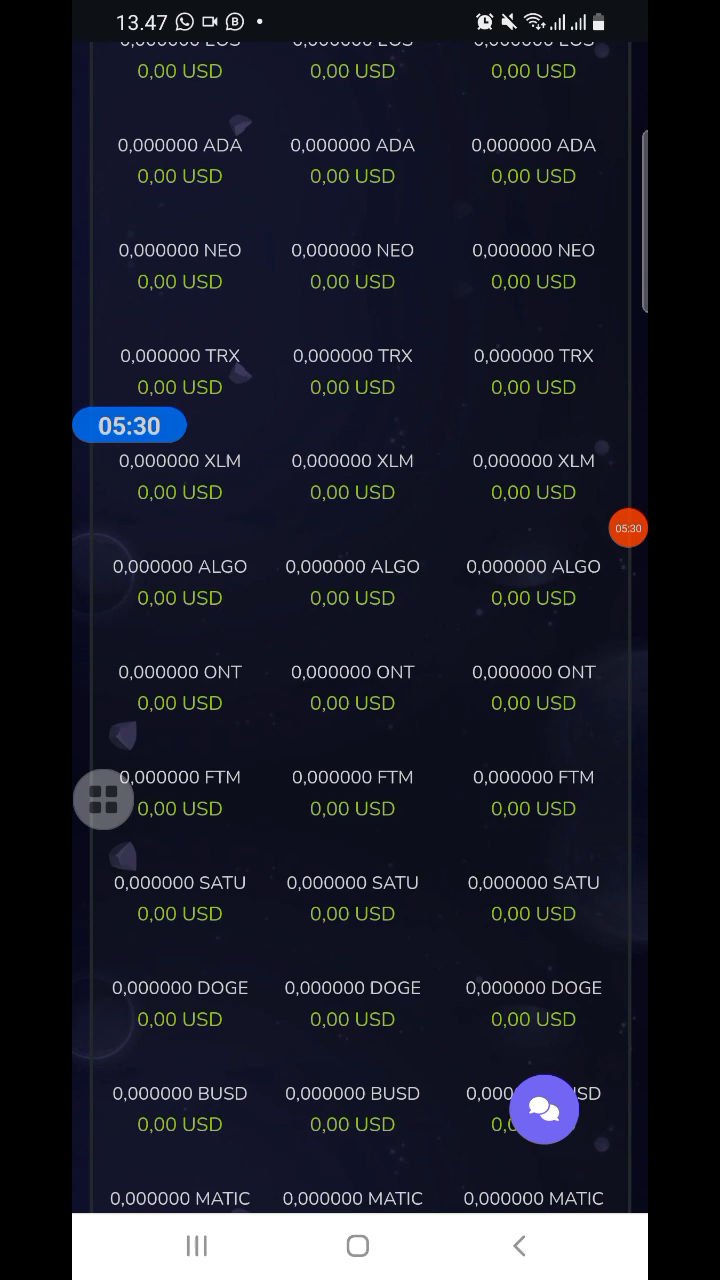 13.47
0,000000 EOS 0,000000 EOS 0,000000 EOS
0,00 USD 0,00 USD 0,00 USD
0,000000 ADA 0,000000 ADA 0,000000 ADA
0,00 USD 0,00 USD 0,00 USD
0,000000 NEO 0,000000 NEO 0,000000 NEO
0,00 USD 0,00 USD 0,00 USD
0,000000 TRX 0,000000 TRX 0,000000 TRX
0,00 USD 0,00 USD 0,00 USD
05:30
0,000000 XLM 0,000000 XLM 0,000000 XLM
0,00 USD 0,00 USD 0,00 USD
05:30
0,000000 ALGO 0,000000 ALGO 0,000000 ALGO
0,00 USD 0,00 USD 0,00 USD
0,000000 ONT 0,000000 ONT 0,000000 ONT
0,00 USD 0,00 USD 0,00 USD
0,000000 FTM 0,000000 FTM 0,000000 FTM
0,00 USD 0,00 USD 0,00 USD
0,000000 SATU 0,000000 SATU 0,000000 SATU
0,00 USD 0,00 USD 0,00 USD
0,000000 DOGE 0,000000 DOGE 0,000000 DOGE
0,00 USD 0,00 USD 0,00 USD
0,000000 BUSD 0,000000 BUSD
0,00 USD 0,00 USD
0,000000 MATIC 0,000000 MATIC 0,000000 MATIC